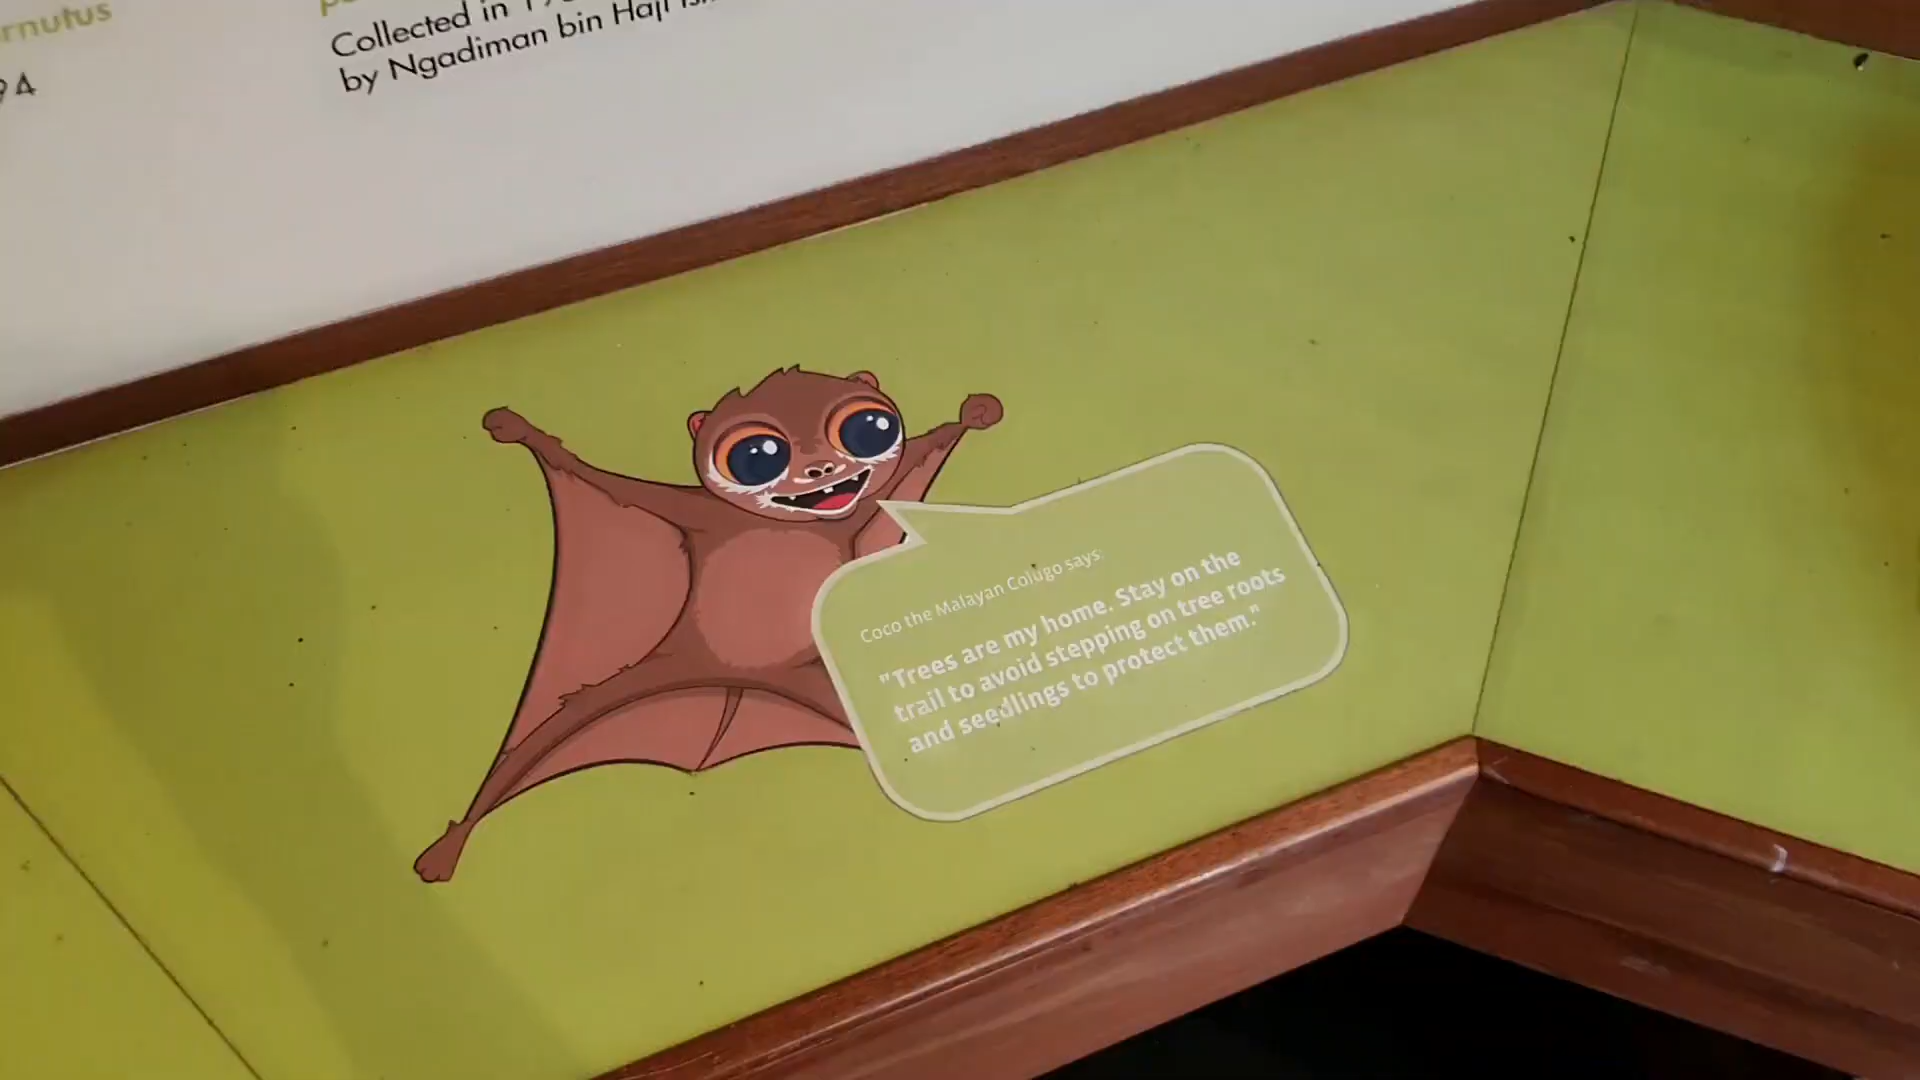 Collected in
by Ngadiman bin Haji
94
Coco the Malayan Colugo says:
"Trees are my home. Stay on the
trail to avoid stepping on tree roots
and seedlings to protect them."